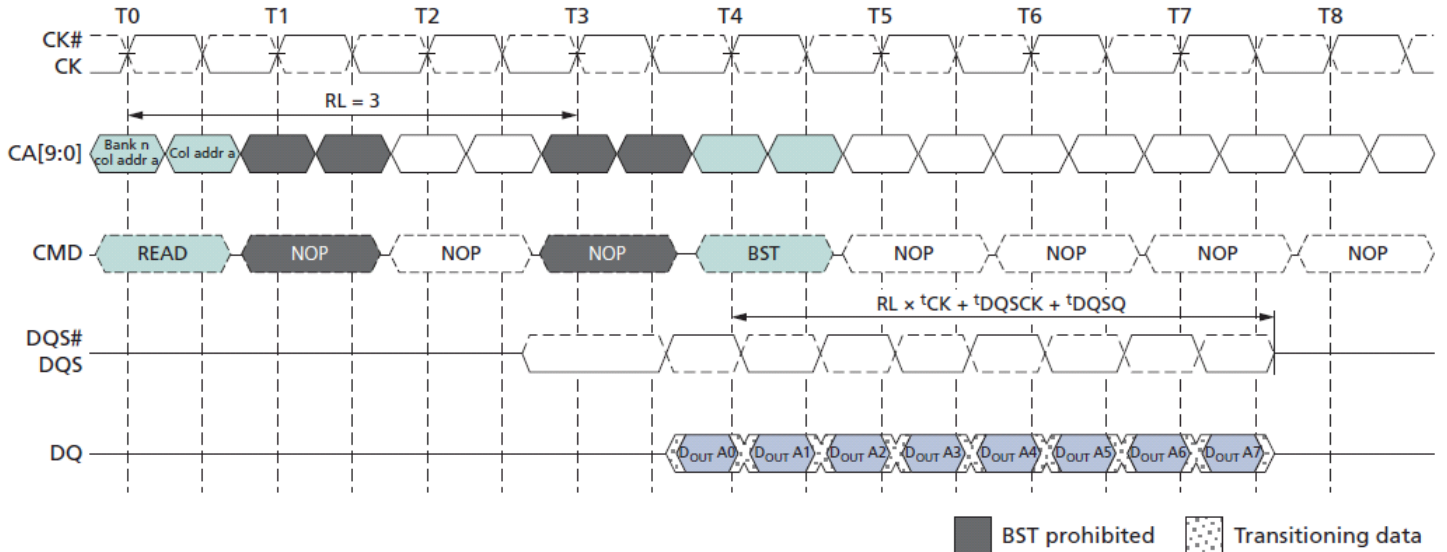 T0 T1 T2 T3 T4 T5 T6 T7 T8
CK#
CK
RL = 3
CA[9:0] Bank n col addr a Col addr a
CMD READ NOP NOP NOP BST NOP NOP NOP NOP
RL × tCK + tDQSCK + tDQSQ
DQS#
DQS
DQ DOUT A0 DOUT A1 DOUT A2 DOUT A3 DOUT A4 DOUT A5 DOUT A6 DOUT A7
BST prohibited Transitioning data